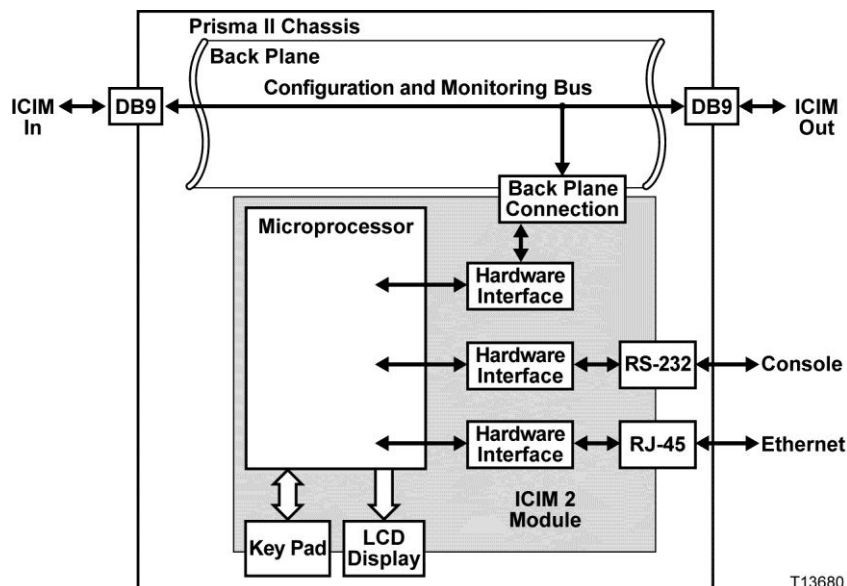 Prisma II Chassis
Back Plane
Configuration and Monitoring Bus
ICIM
In
DB9
DB9
ICIM
Out
Back Plane
Connection
Microprocessor
Hardware
Interface
Hardware
Interface
RS-232
Console
Hardware
Interface
RJ-45
Ethernet
ICIM 2
Module
Key Pad
LCD
Display
T13680